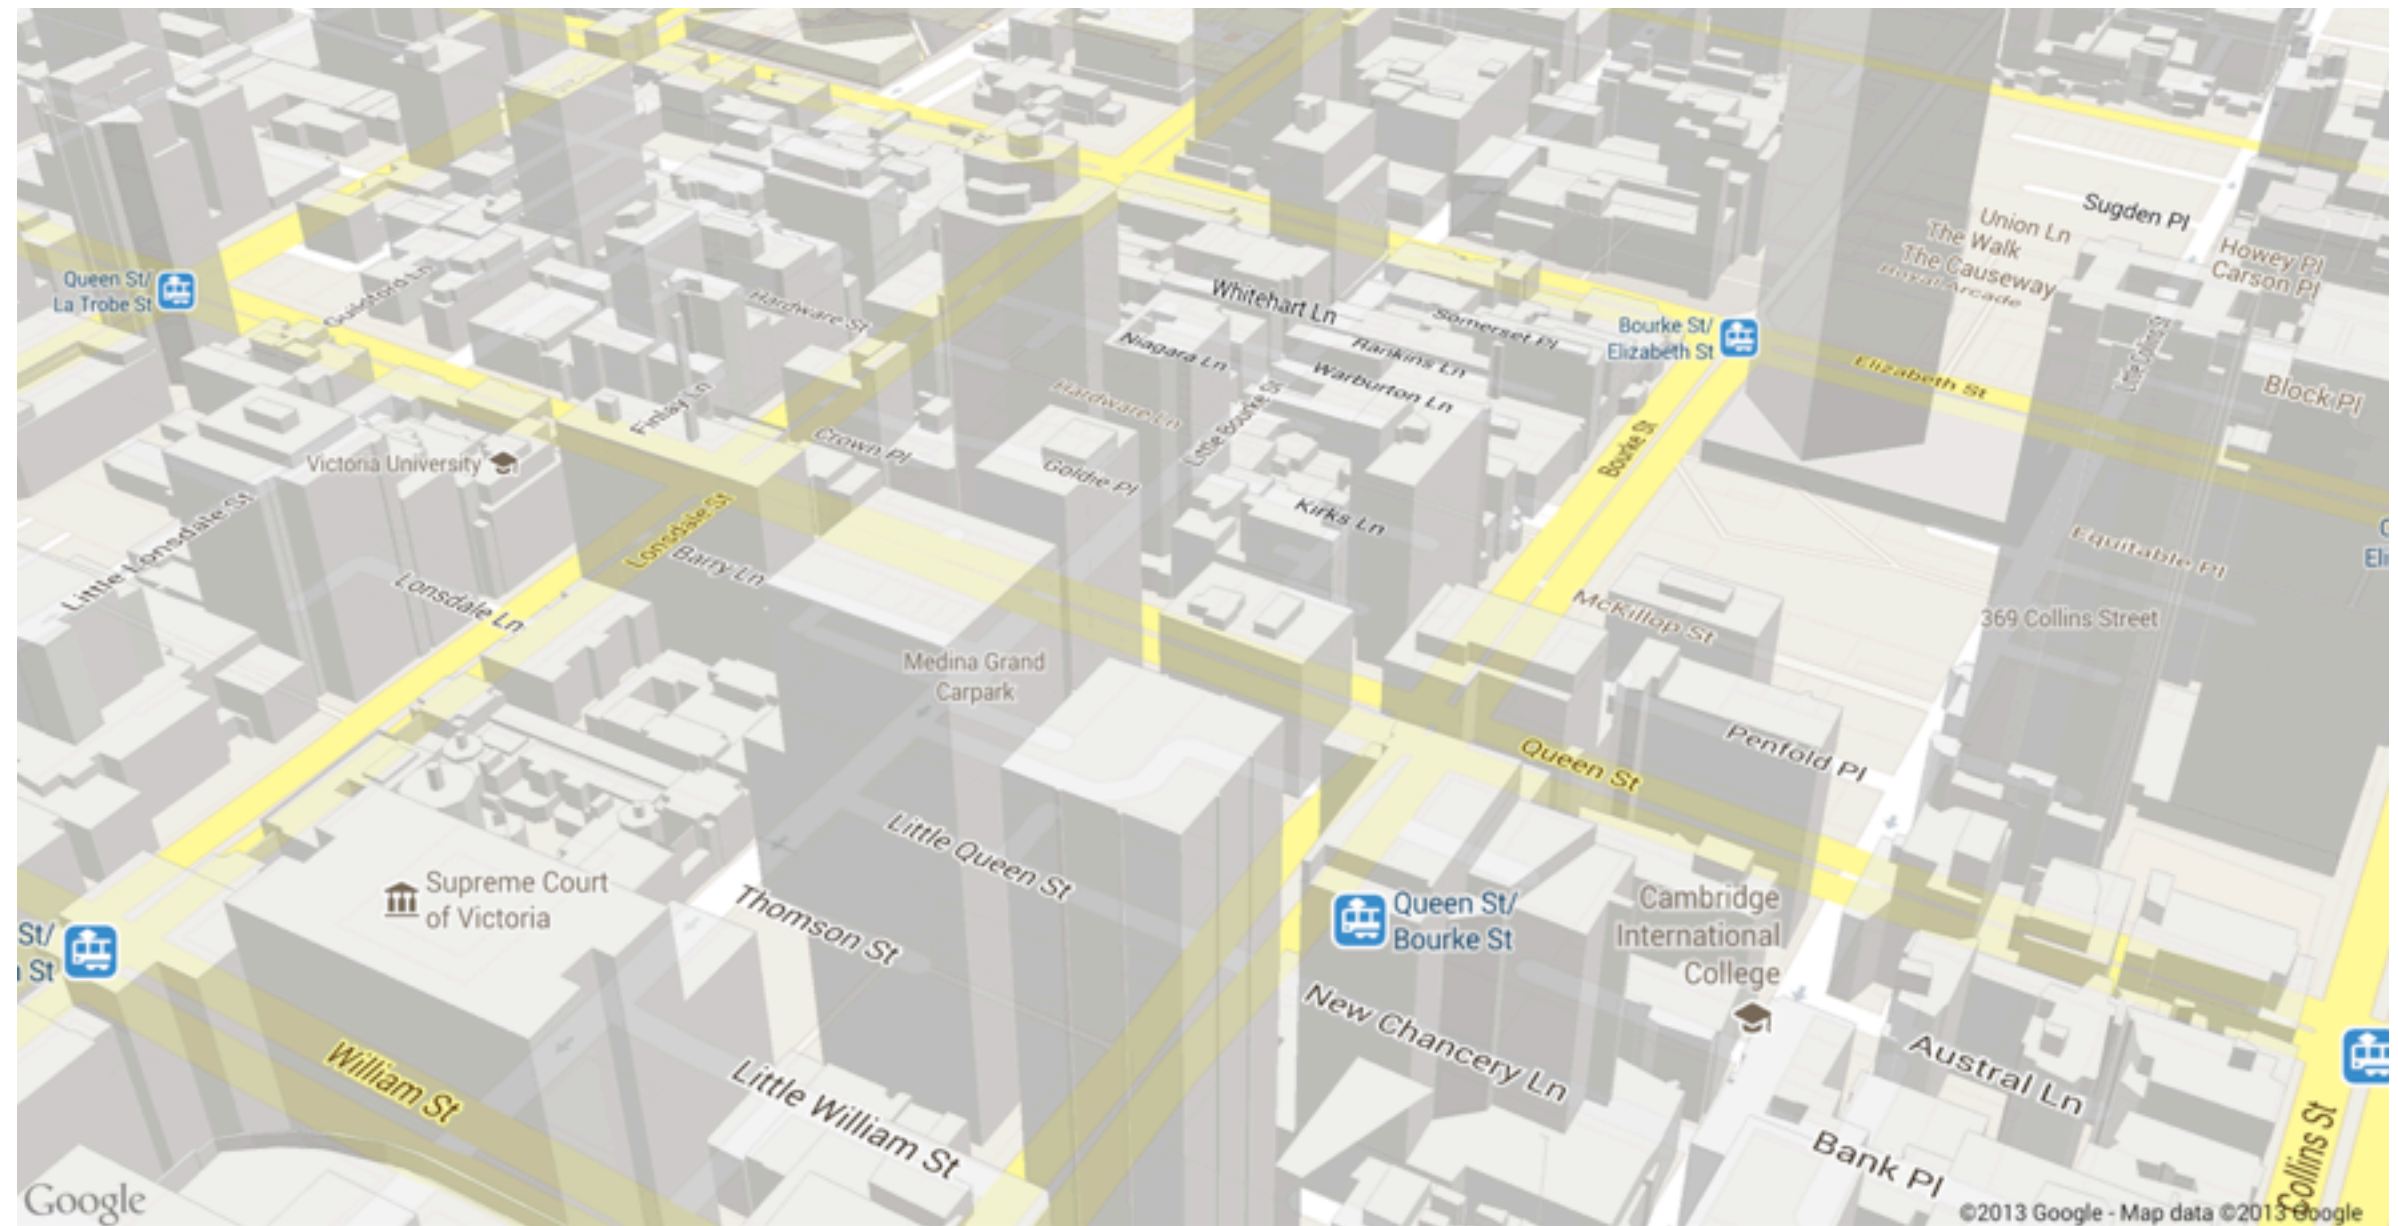 Sugden Pl
Union Ln
The Walk
The Causeway
Royal Arcade
Howey Pl
Carson Pl
Queen St/
La Trobe St
Guildford Ln
Hardware St
Whitehart Ln
Somerset Pl
Bourke St/
Elizabeth St
Niagara Ln
Rankins Ln
Warburton Ln
Elizabeth St
Little Collins St
Block Pl
Finlay Ln
Hardware Ln
Little Bourke St
Crown Pl
Bourke St
Victoria University
Goldie Pl
Kirks Ln
Little Lonsdale St
Lonsdale St
Barry Ln
Equitable Pl
Eli
Lonsdale Ln
McKillop St
369 Collins Street
Medina Grand
Carpark
Penfold Pl
Queen St
Little Queen St
Supreme Court
of Victoria
Thomson St
Queen St/
Bourke St
Cambridge
International
College
St/
St
New Chancery Ln
William St
Little William St
Austral Ln
Bank Pl
Collins St
Google
©2013 Google - Map data ©2013 Google